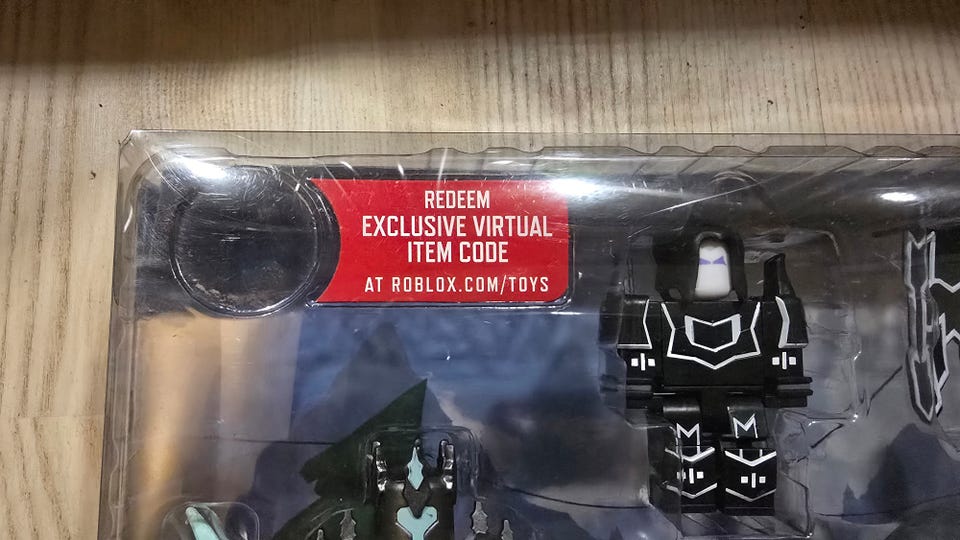 REDEEM
EXCLUSIVE VIRTUAL
ITEM CODE
AT ROBLOX.COM/TOYS